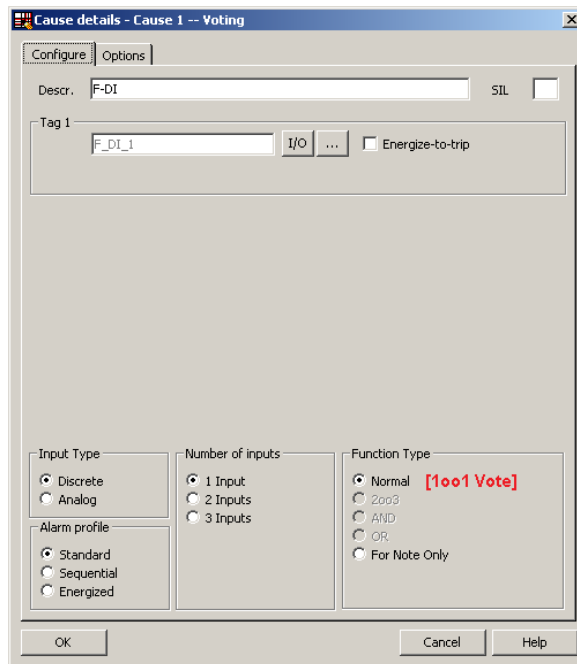 Cause details - Cause 1 -- Voting
Configure Options
Descr. F-DI SIL
Tag 1
F_DI_1 I/O ... Energize-to-trip
Input Type
Discrete
Analog
Alarm profile
Standard
Sequential
Energized
Number of inputs
1 Input
2 Inputs
3 Inputs
Function Type
Normal [1oo1 Vote]
2oo3
AND
OR
For Note Only
OK Cancel Help